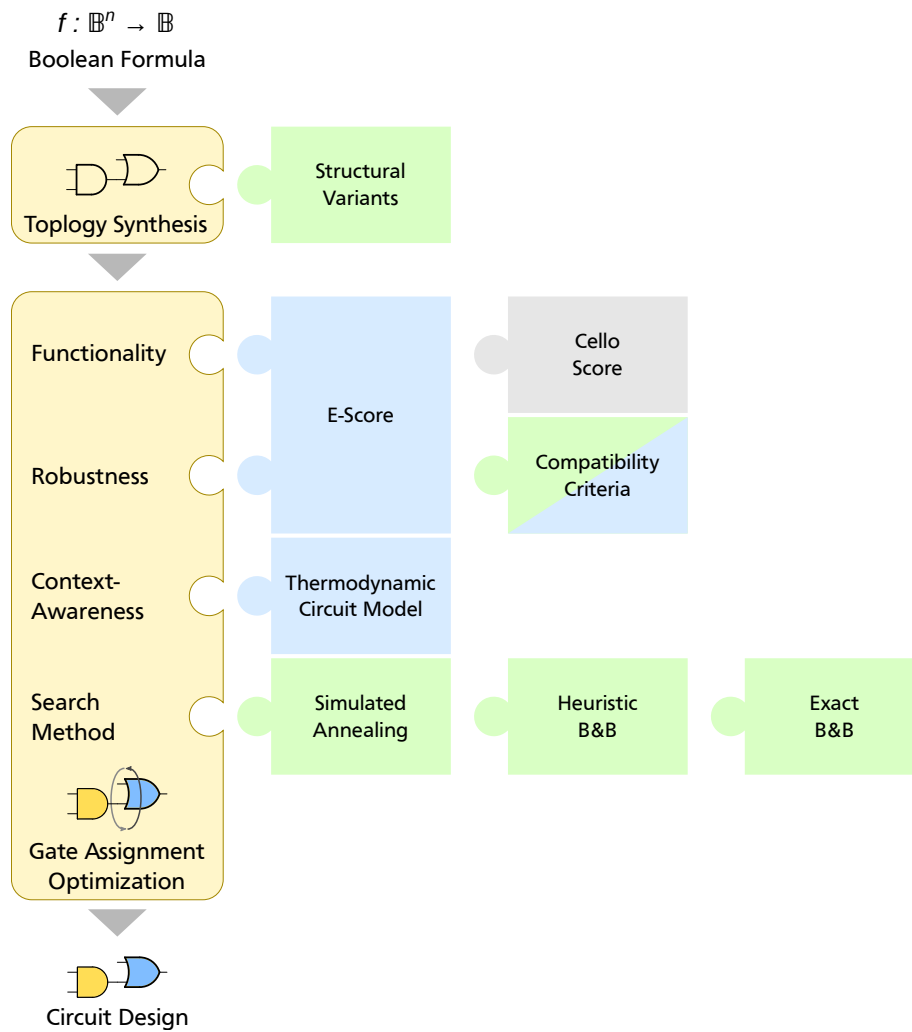 f : 𝔹ⁿ → 𝔹
Boolean Formula
Toplogy Synthesis
Structural
Variants
Functionality
E-Score
Cello
Score
Robustness
Compatibility
Criteria
Context-
Awareness
Thermodynamic
Circuit Model
Search
Method
Simulated
Annealing
Heuristic
B&B
Exact
B&B
Gate Assignment
Optimization
Circuit Design